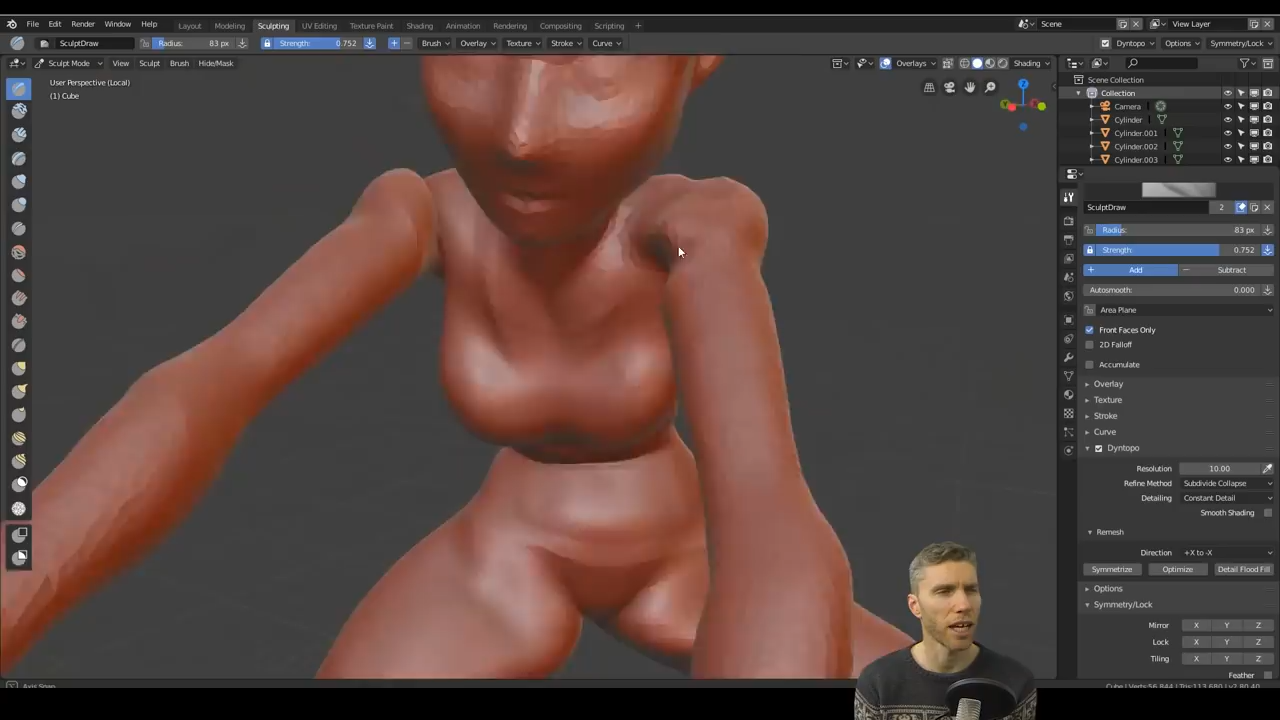 File Edit Render Window Help Layout Modeling Sculpting UV Editing Texture Paint Shading Animation Rendering Compositing Scripting + Scene View Layer
SculptDraw Radius: 83 px Strength: 0.752 Brush Overlay Texture Stroke Curve Dyntopo Options Symmetry/Lock
Sculpt Mode View Sculpt Brush Hide/Mask Overlays Shading
User Perspective (Local)
(1) Cube
Scene Collection
Collection
Camera
Cylinder
Cylinder.001
Cylinder.002
Cylinder.003
SculptDraw 2
Radius: 83 px
Strength: 0.752
Add Subtract
Autosmooth: 0.000
Area Plane
Front Faces Only
2D Falloff
Accumulate
Overlay
Texture
Stroke
Curve
Dyntopo
Resolution 10.00
Refine Method Subdivide Collapse
Detailing Constant Detail
Smooth Shading
Remesh
Direction +X to -X
Symmetrize Optimize Detail Flood Fill
Options
Symmetry/Lock
Mirror X Y Z
Lock X Y Z
Tiling X Y Z
Feather